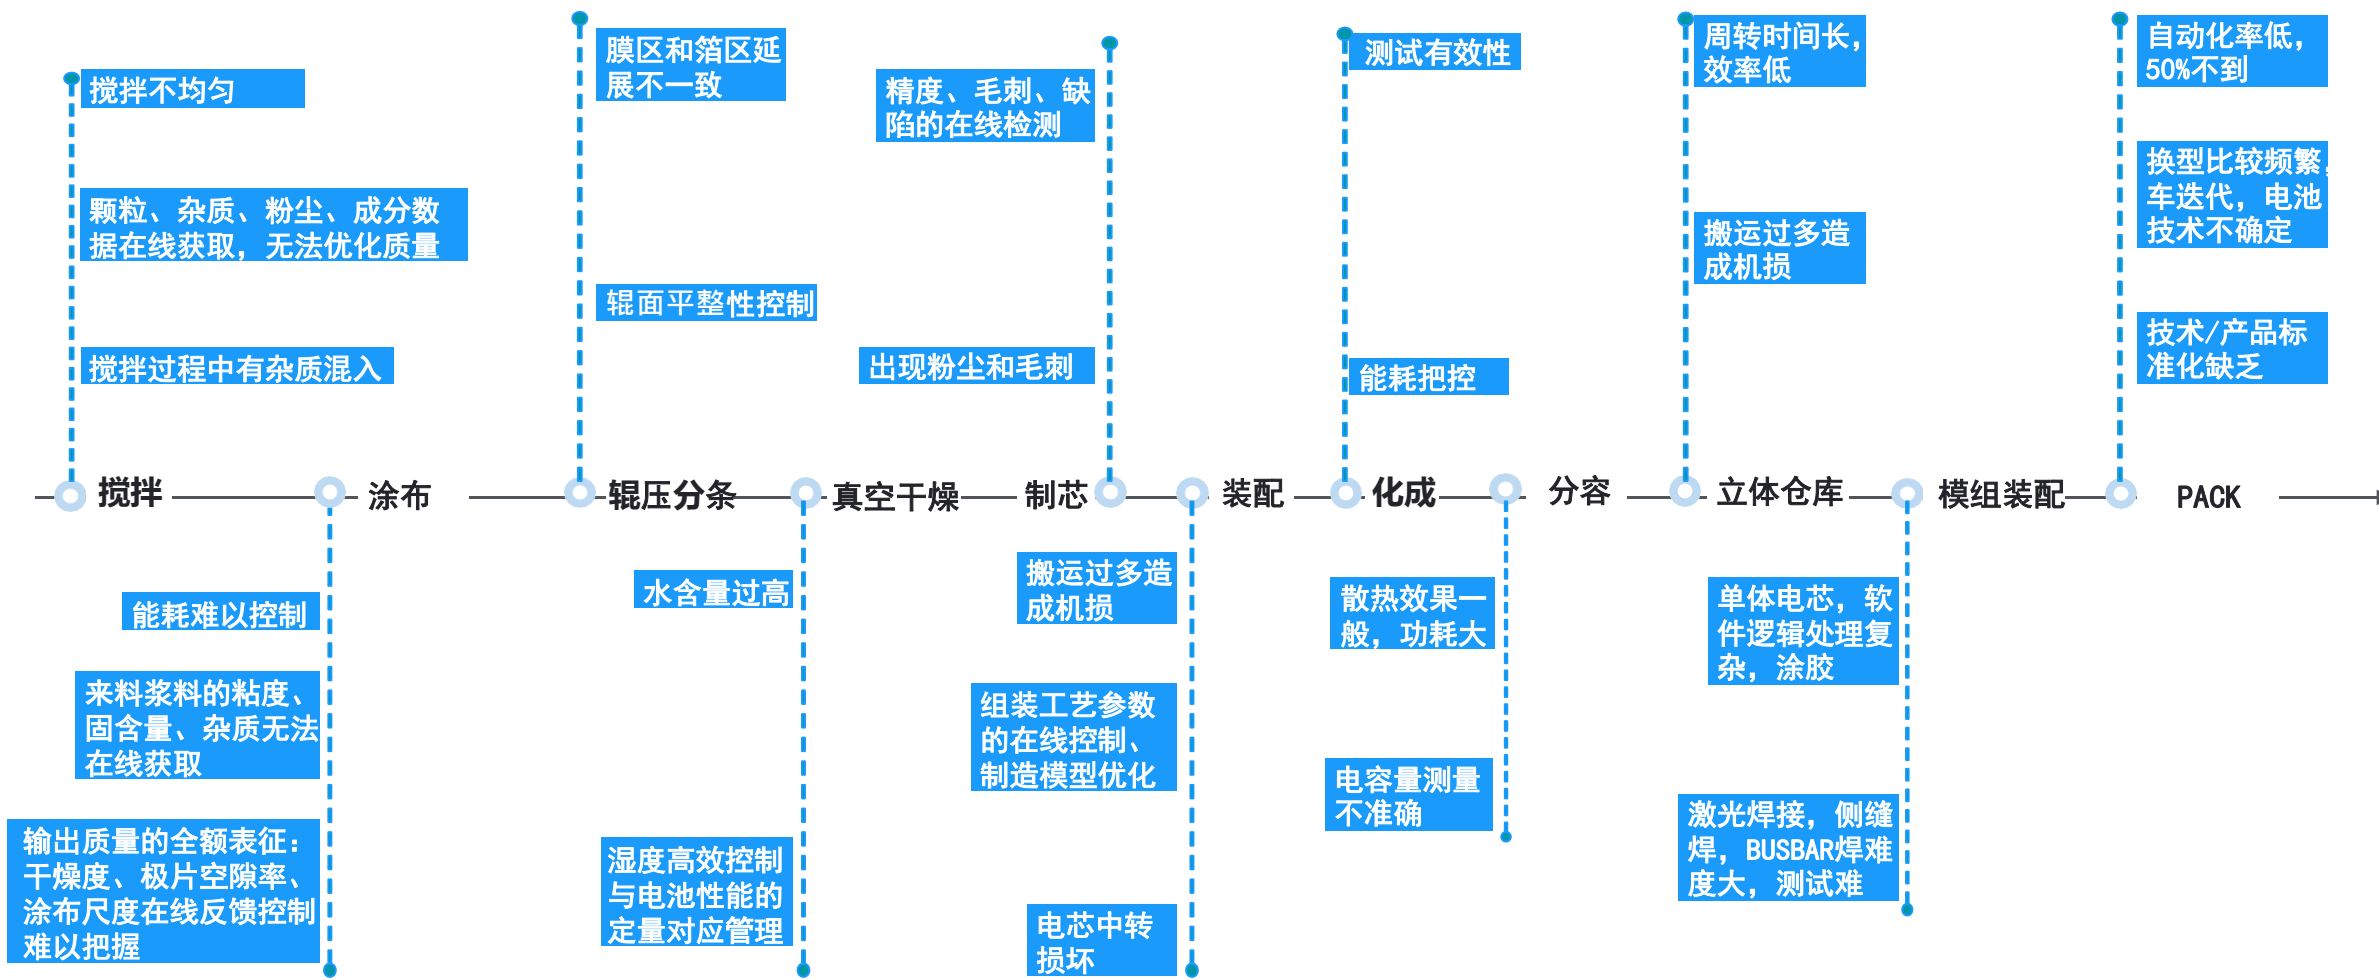 搅拌不均匀
颗粒、杂质、粉尘、成分数
据在线获取，无法优化质量
搅拌过程中有杂质混入
膜区和箔区延
展不一致
辊面平整性控制
精度、毛刺、缺
陷的在线检测
出现粉尘和毛刺
测试有效性
能耗把控
周转时间长，
效率低
搬运过多造
成机损
自动化率低，
50%不到
换型比较频繁，
车迭代，电池
技术不确定
技术/产品标
准化缺乏
搅拌
涂布
辊压分条
真空干燥
制芯
装配
化成
分容
立体仓库
模组装配
PACK
能耗难以控制
来料浆料的粘度、
固含量、杂质无法
在线获取
输出质量的全额表征：
干燥度、极片空隙率、
涂布尺度在线反馈控制
难以把握
水含量过高
湿度高效控制
与电池性能的
定量对应管理
搬运过多造
成机损
组装工艺参数
的在线控制、
制造模型优化
电芯中转
损坏
散热效果一
般，功耗大
电容量测量
不准确
单体电芯，软
件逻辑处理复
杂，涂胶
激光焊接，侧缝
焊，BUSBAR焊难
度大，测试难